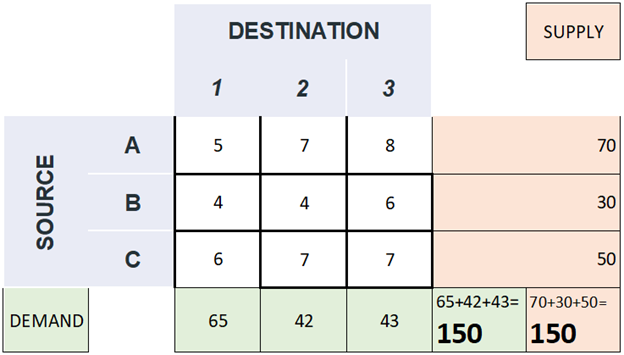 DESTINATION
SUPPLY
1 2 3
SOURCE
A 5 7 8 70
B 4 4 6 30
C 6 7 7 50
DEMAND 65 42 43 65+42+43= 70+30+50=
150 150